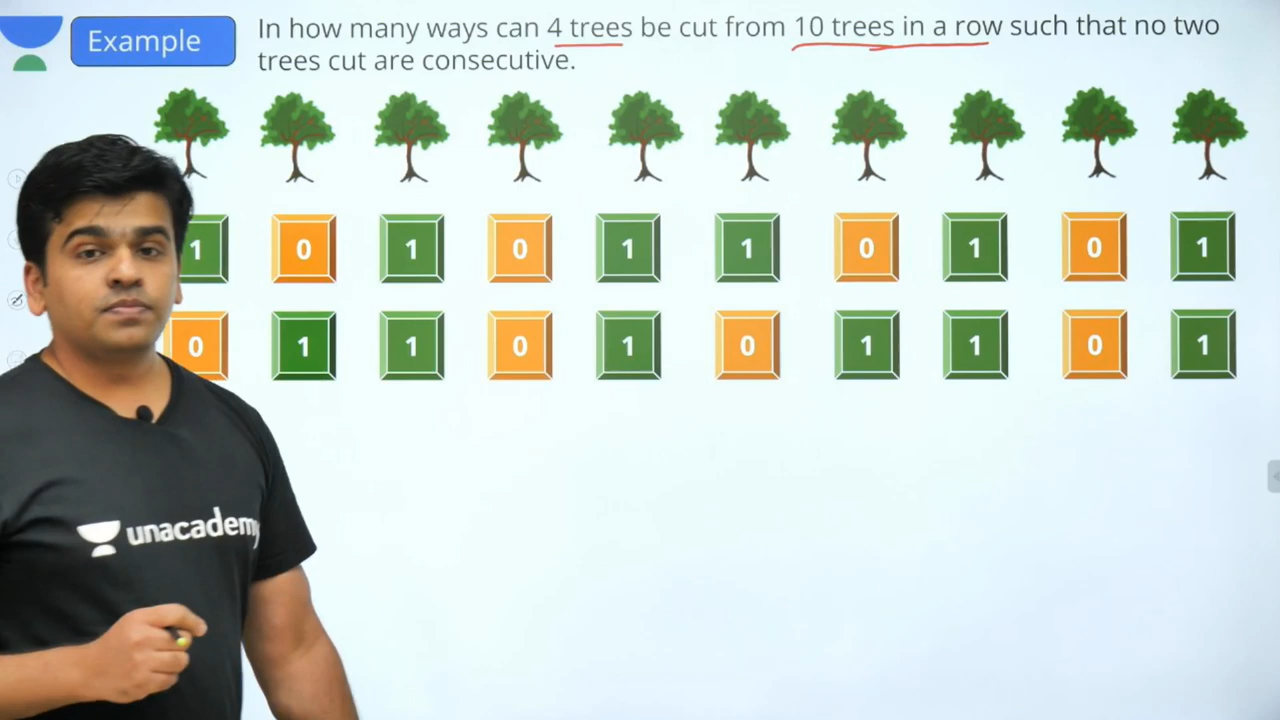 Example
In how many ways can 4 trees be cut from 10 trees in a row such that no two
trees cut are consecutive.
1 0 1 0 1 1 0 1 0 1
0 1 1 0 1 0 1 1 0 1
unacademy